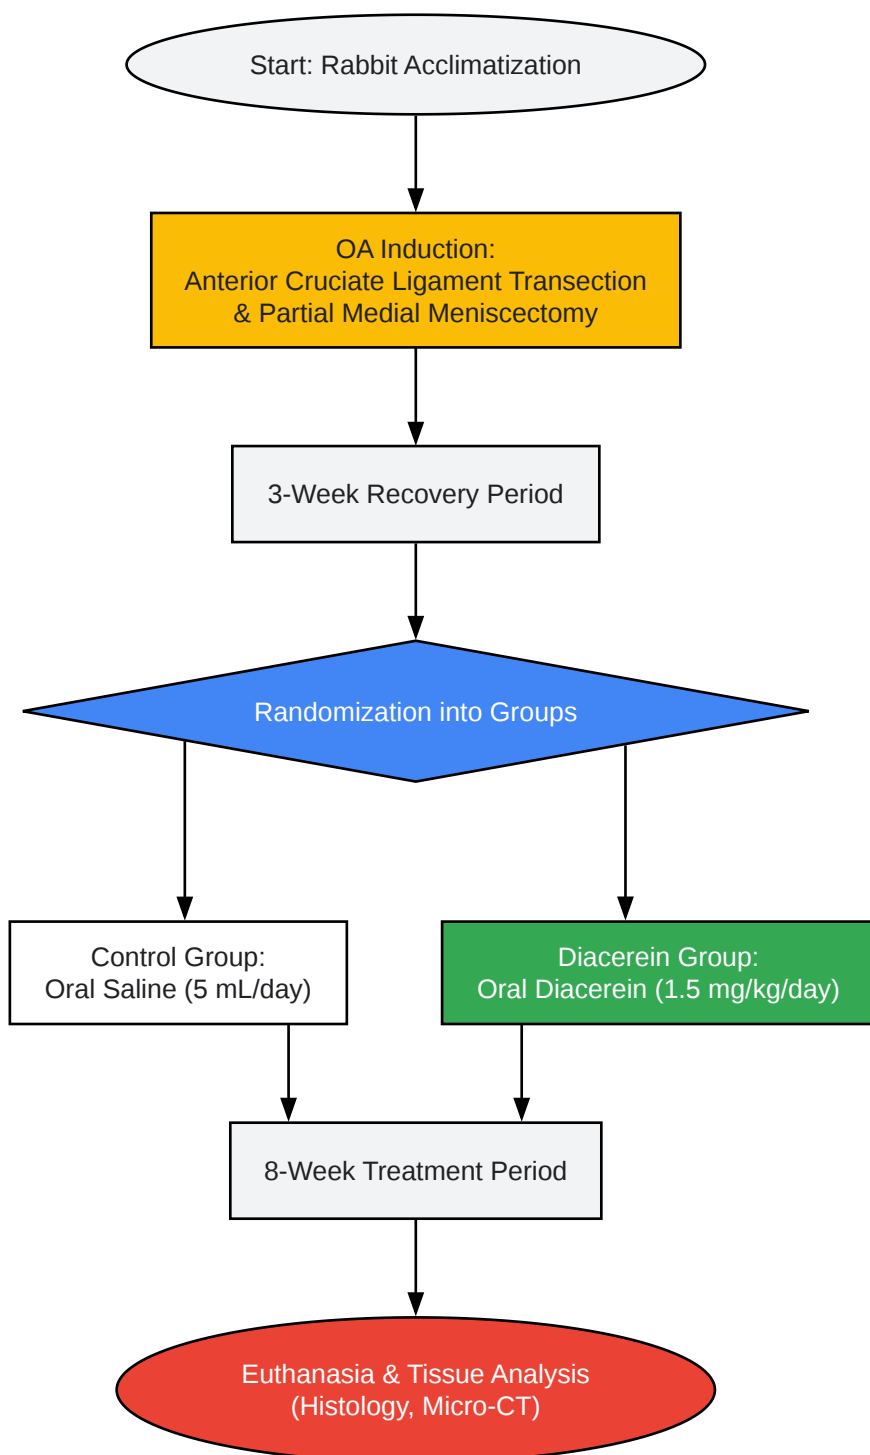 Start: Rabbit Acclimatization
OA Induction:
Anterior Cruciate Ligament Transection
& Partial Medial Meniscectomy
3-Week Recovery Period
Randomization into Groups
Control Group:
Oral Saline (5 mL/day)
Diacerein Group:
Oral Diacerein (1.5 mg/kg/day)
8-Week Treatment Period
Euthanasia & Tissue Analysis
(Histology, Micro-CT)